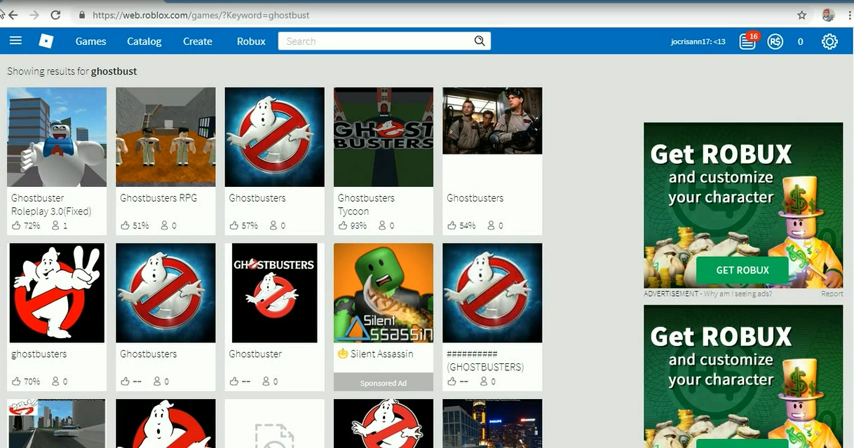 https://web.roblox.com/games/?Keyword=ghostbust
Games Catalog Create Robux Search jocrisann17: <13 16 R$ 0
Showing results for ghostbust
Ghostbuster
Roleplay 3.0(Fixed)
72% 1
Ghostbusters RPG
51% 0
Ghostbusters
57% 0
GHOST
BUSTERS
Ghostbusters
Tycoon
93% 0
Ghostbusters
54% 0
ghostbusters
70% 0
Ghostbusters
-- 0
GHOSTBUSTERS
Ghostbuster
-- 0
Silent
Assassin
Silent Assassin
Sponsored Ad
##########
(GHOSTBUSTERS)
-- 0
Get ROBUX
and customize
your character
GET ROBUX
ADVERTISEMENT - Why am I seeing ads? Report
Get ROBUX
and customize
your character